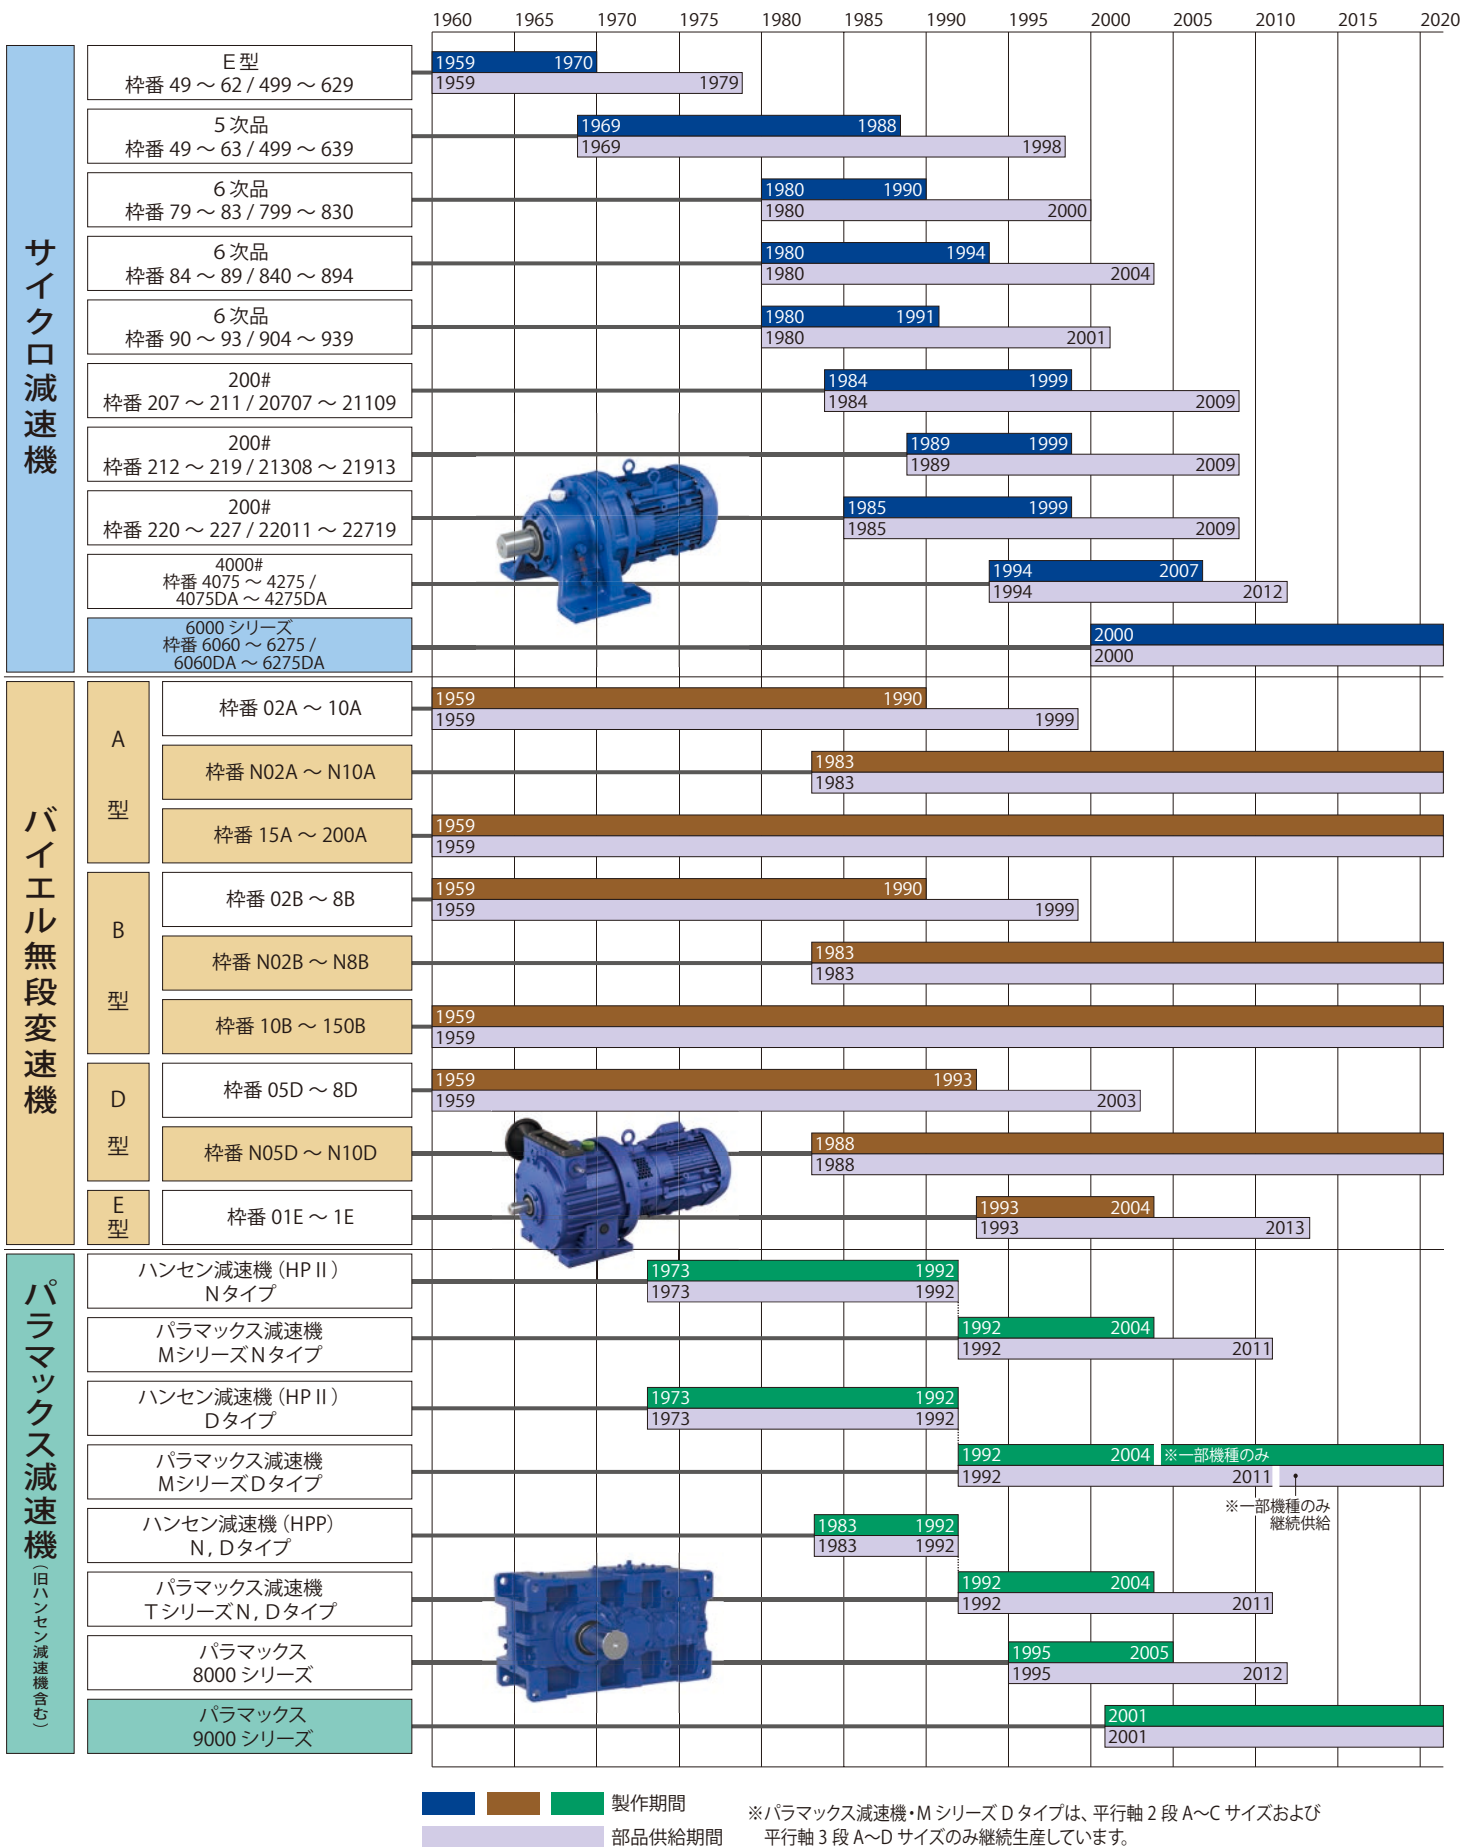 1960 1965 1970 1975 1980 1985 1990 1995 2000 2005 2010 2015 2020
サイクロ減速機
E型
枠番 49 ～ 62 / 499 ～ 629
1959 1970
1959 1979
5次品
枠番 49 ～ 63 / 499 ～ 639
1969 1988
1969 1998
6次品
枠番 79 ～ 83 / 799 ～ 830
1980 1990
1980 2000
6次品
枠番 84 ～ 89 / 840 ～ 894
1980 1994
1980 2004
6次品
枠番 90 ～ 93 / 904 ～ 939
1980 1991
1980 2001
200#
枠番 207 ～ 211 / 20707 ～ 21109
1984 1999
1984 2009
200#
枠番 212 ～ 219 / 21308 ～ 21913
1989 1999
1989 2009
200#
枠番 220 ～ 227 / 22011 ～ 22719
1985 1999
1985 2009
4000#
枠番 4075 ～ 4275 /
4075DA ～ 4275DA
1994 2007
1994 2012
6000 シリーズ
枠番 6060 ～ 6275 /
6060DA ～ 6275DA
2000
2000
バイエル無段変速機
A型
枠番 02A ～ 10A
1959 1990
1959 1999
枠番 N02A ～ N10A
1983
1983
枠番 15A ～ 200A
1959
1959
B型
枠番 02B ～ 8B
1959 1990
1959 1999
枠番 N02B ～ N8B
1983
1983
枠番 10B ～ 150B
1959
1959
D型
枠番 05D ～ 8D
1959 1993
1959 2003
枠番 N05D ～ N10D
1988
1988
E型
枠番 01E ～ 1E
1993 2004
1993 2013
パラマックス減速機(旧ハンセン減速機含む)
ハンセン減速機(HPⅡ)
Nタイプ
1973 1992
1973 1992
パラマックス減速機
MシリーズNタイプ
1992 2004
1992 2011
ハンセン減速機(HPⅡ)
Dタイプ
1973 1992
1973 1992
パラマックス減速機
MシリーズDタイプ
1992 2004 ※一部機種のみ
1992 2011
※一部機種のみ
継続供給
ハンセン減速機(HPP)
N, Dタイプ
1983 1992
1983 1992
パラマックス減速機
TシリーズN, Dタイプ
1992 2004
1992 2011
パラマックス
8000 シリーズ
1995 2005
1995 2012
パラマックス
9000 シリーズ
2001
2001
製作期間
部品供給期間
※パラマックス減速機・M シリーズ D タイプは、平行軸 2 段 A～C サイズおよび
平行軸 3 段 A～D サイズのみ継続生産しています。